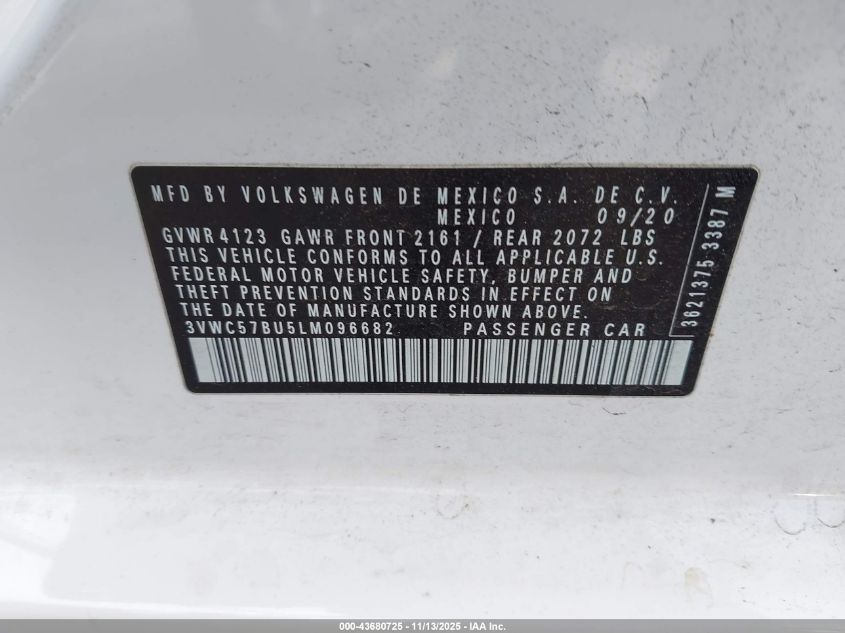 MFD BY VOLKSWAGEN DE MEXICO S.A. DE C.V.
MEXICO 09/20
GVWR 4123 GAWR FRONT 2161 / REAR 2072 LBS
THIS VEHICLE CONFORMS TO ALL APPLICABLE U.S.
FEDERAL MOTOR VEHICLE SAFETY, BUMPER AND
THEFT PREVENTION STANDARDS IN EFFECT ON
THE DATE OF MANUFACTURE SHOWN ABOVE.
3VWC57BU5LM096682 PASSENGER CAR
3621375 3387 M
000-43680725 - 11/13/2025 - IAA Inc.